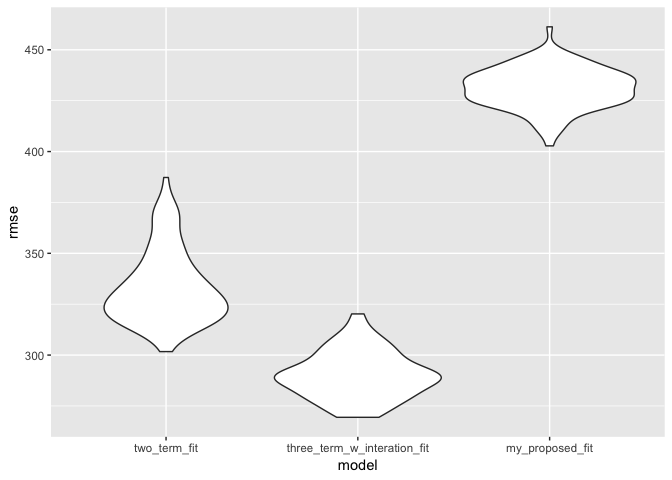 450
400
350
300
rmse
two_term_fit
three_term_w_interation_fit
my_proposed_fit
model